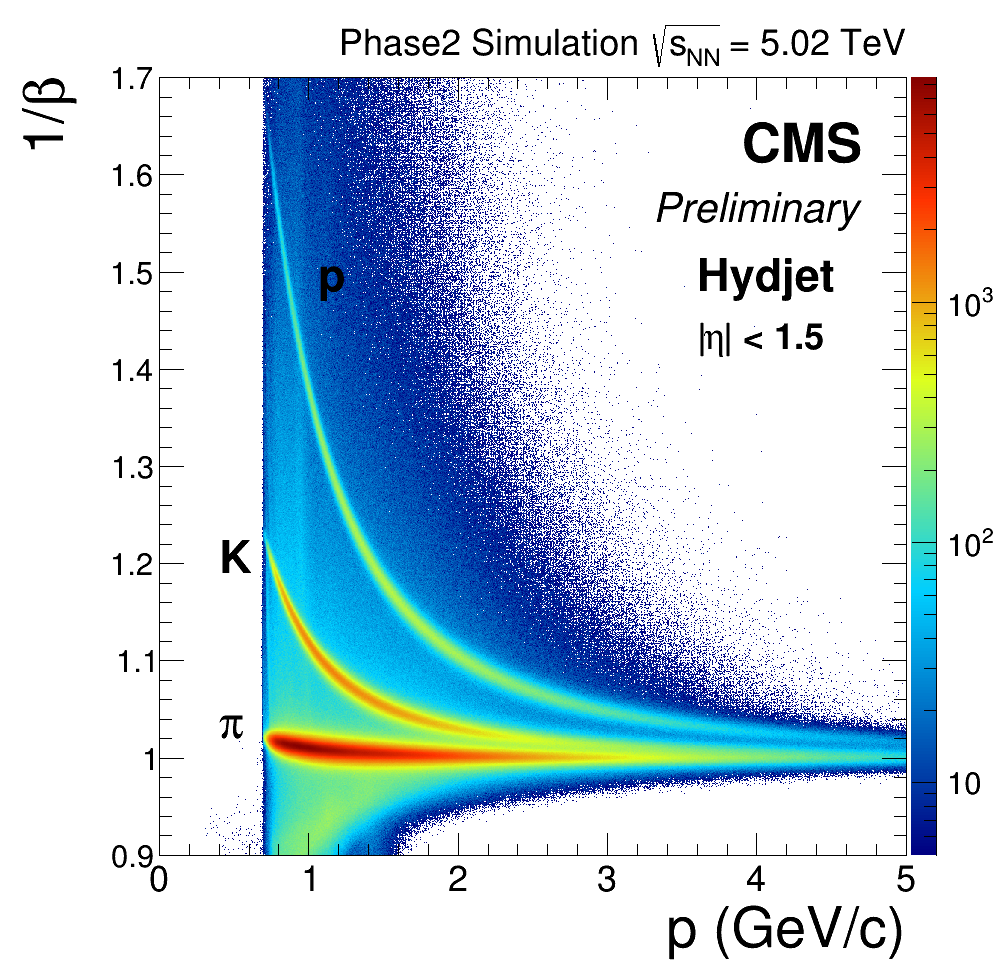 Phase2 Simulation √sNN = 5.02 TeV
1/β
1.7
1.6
1.5
1.4
1.3
1.2
1.1
1
0.9
CMS
Preliminary
Hydjet
|η| < 1.5
p
K
π
10³
10²
10
0 1 2 3 4 5
p (GeV/c)